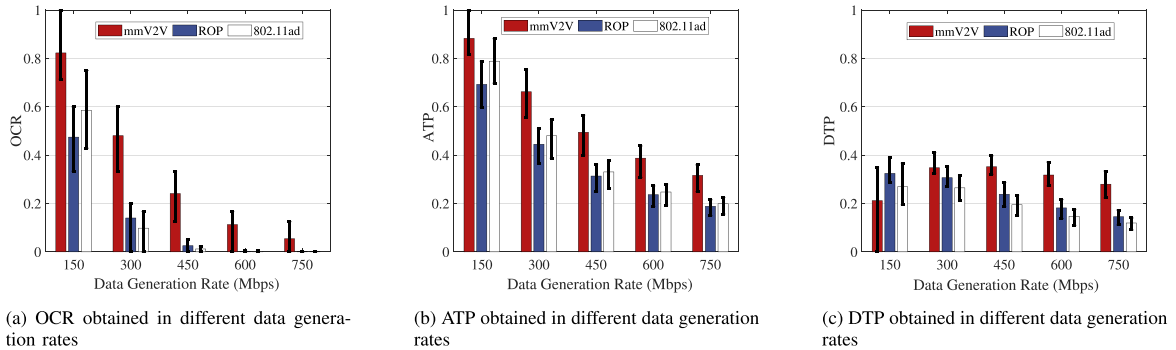 mmV2V ROP 802.11ad
1
0.8
0.6
0.4
0.2
0
OCR
150 300 450 600 750
Data Generation Rate (Mbps)
(a) OCR obtained in different data genera-
tion rates
mmV2V ROP 802.11ad
1
0.8
0.6
0.4
0.2
0
ATP
150 300 450 600 750
Data Generation Rate (Mbps)
(b) ATP obtained in different data generation
rates
mmV2V ROP 802.11ad
1
0.8
0.6
0.4
0.2
0
DTP
150 300 450 600 750
Data Generation Rate (Mbps)
(c) DTP obtained in different data generation
rates